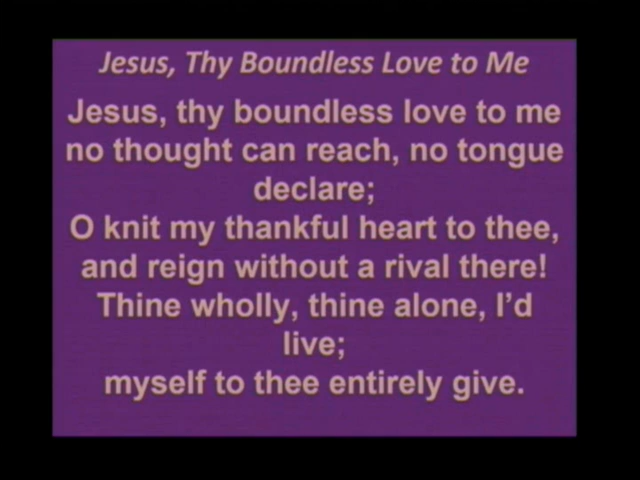 Jesus, Thy Boundless Love to Me
Jesus, thy boundless love to me
no thought can reach, no tongue
declare;
O knit my thankful heart to thee,
and reign without a rival there!
Thine wholly, thine alone, I’d
live;
myself to thee entirely give.